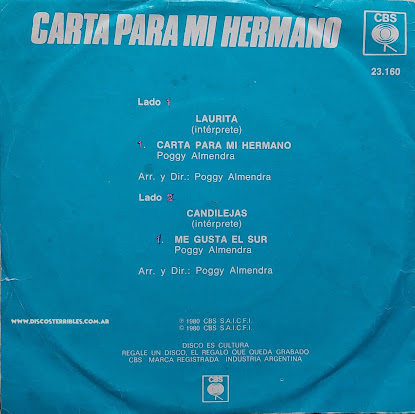 CARTA PARA MI HERMANO
CBS
23.160
Lado 1
LAURITA
(intérprete)
1. CARTA PARA MI HERMANO
Poggy Almendra
Arr. y Dir.: Poggy Almendra
Lado 2
CANDILEJAS
(intérprete)
1. ME GUSTA EL SUR
Poggy Almendra
Arr. y Dir.: Poggy Almendra
WWW.DISCOSTERRIBLES.COM.AR
℗ 1980 CBS S.A.I.C.F.I.
© 1980 CBS S.A.I.C.F.I.
DISCO ES CULTURA
REGALE UN DISCO, EL REGALO QUE QUEDA GRABADO
CBS MARCA REGISTRADA INDUSTRIA ARGENTINA
CBS